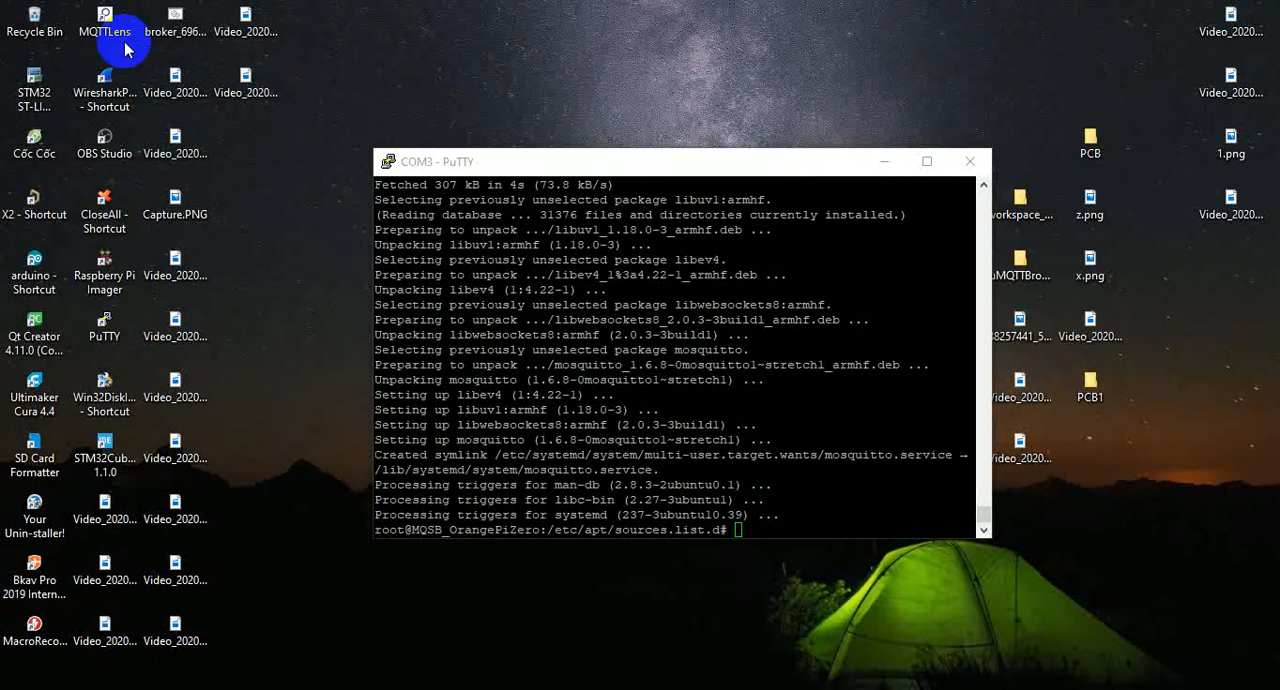 Recycle Bin
MQTTLens
broker_696...
Video_2020...
Video_2020...
STM32
ST-LI...
WiresharkP...
- Shortcut
Video_2020...
Video_2020...
Video_2020...
Cốc Cốc
OBS Studio
Video_2020...
PCB
1.png
X2 - Shortcut
CloseAll -
Shortcut
Capture.PNG
workspace_...
z.png
Video_2020...
arduino -
Shortcut
Raspberry Pi
Imager
Video_2020...
uMQTTBro...
x.png
Qt Creator
4.11.0 (Co...
PuTTY
Video_2020...
88257441_5...
Video_2020...
Ultimaker
Cura 4.4
Win32DiskI...
- Shortcut
Video_2020...
Video_2020...
PCB1
SD Card
Formatter
STM32Cub...
1.1.0
Video_2020...
Video_2020...
Your
Unin-staller!
Video_2020...
Video_2020...
Bkav Pro
2019 Intern...
Video_2020...
Video_2020...
MacroReco...
Video_2020...
Video_2020...
COM3 - PuTTY
Fetched 307 kB in 4s (73.8 kB/s)
Selecting previously unselected package libuv1:armhf.
(Reading database ... 31376 files and directories currently installed.)
Preparing to unpack .../libuv1_1.18.0-3_armhf.deb ...
Unpacking libuv1:armhf (1.18.0-3) ...
Selecting previously unselected package libev4.
Preparing to unpack .../libev4_1%3a4.22-1_armhf.deb ...
Unpacking libev4 (1:4.22-1) ...
Selecting previously unselected package libwebsockets8:armhf.
Preparing to unpack .../libwebsockets8_2.0.3-3build1_armhf.deb ...
Unpacking libwebsockets8:armhf (2.0.3-3build1) ...
Selecting previously unselected package mosquitto.
Preparing to unpack .../mosquitto_1.6.8-0mosquitto1~stretch1_armhf.deb ...
Unpacking mosquitto (1.6.8-0mosquitto1~stretch1) ...
Setting up libev4 (1:4.22-1) ...
Setting up libuv1:armhf (1.18.0-3) ...
Setting up libwebsockets8:armhf (2.0.3-3build1) ...
Setting up mosquitto (1.6.8-0mosquitto1~stretch1) ...
Created symlink /etc/systemd/system/multi-user.target.wants/mosquitto.service →
/lib/systemd/system/mosquitto.service.
Processing triggers for man-db (2.8.3-2ubuntu0.1) ...
Processing triggers for libc-bin (2.27-3ubuntu1) ...
Processing triggers for systemd (237-3ubuntu10.39) ...
root@MQSB_OrangePiZero:/etc/apt/sources.list.d#